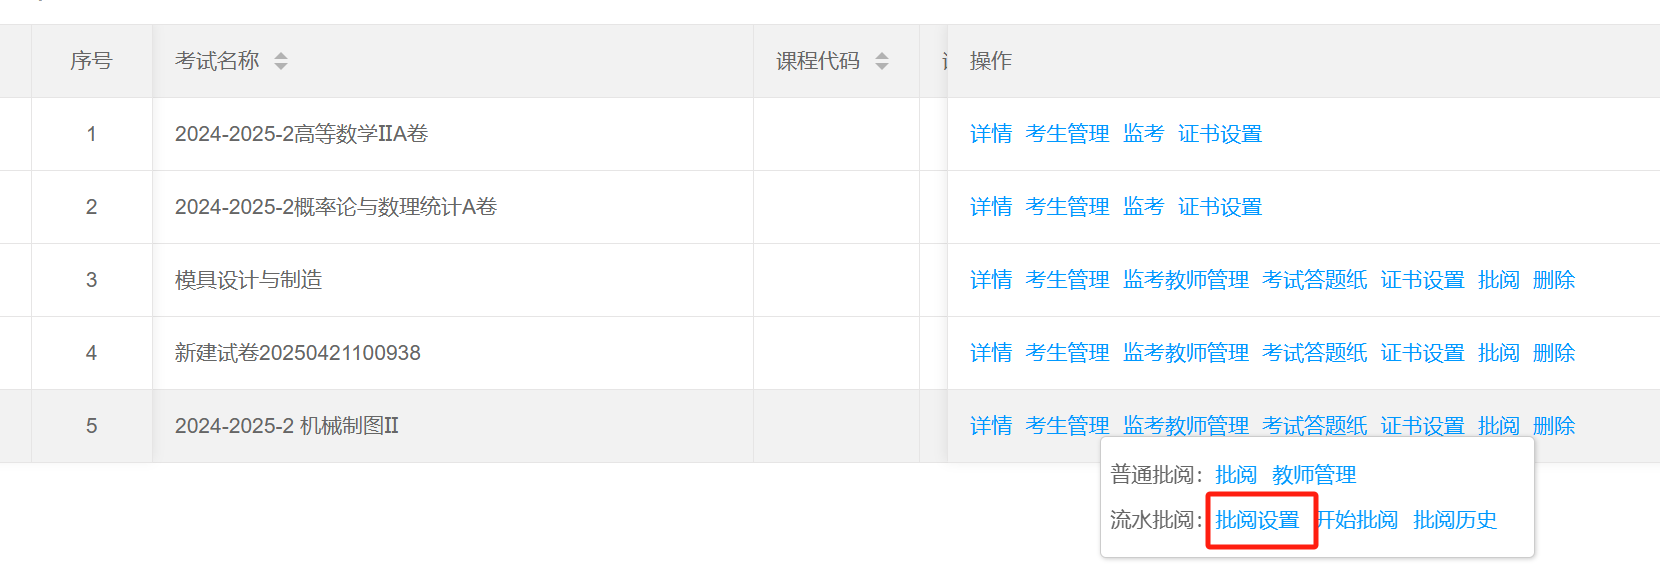 序号 考试名称 课程代码 操作
1 2024-2025-2高等数学IIA卷 详情 考生管理 监考 证书设置
2 2024-2025-2概率论与数理统计A卷 详情 考生管理 监考 证书设置
3 模具设计与制造 详情 考生管理 监考教师管理 考试答题纸 证书设置 批阅 删除
4 新建试卷20250421100938 详情 考生管理 监考教师管理 考试答题纸 证书设置 批阅 删除
5 2024-2025-2 机械制图II 详情 考生管理 监考教师管理 考试答题纸 证书设置 批阅 删除
普通批阅: 批阅 教师管理
流水批阅: 批阅设置 开始批阅 批阅历史